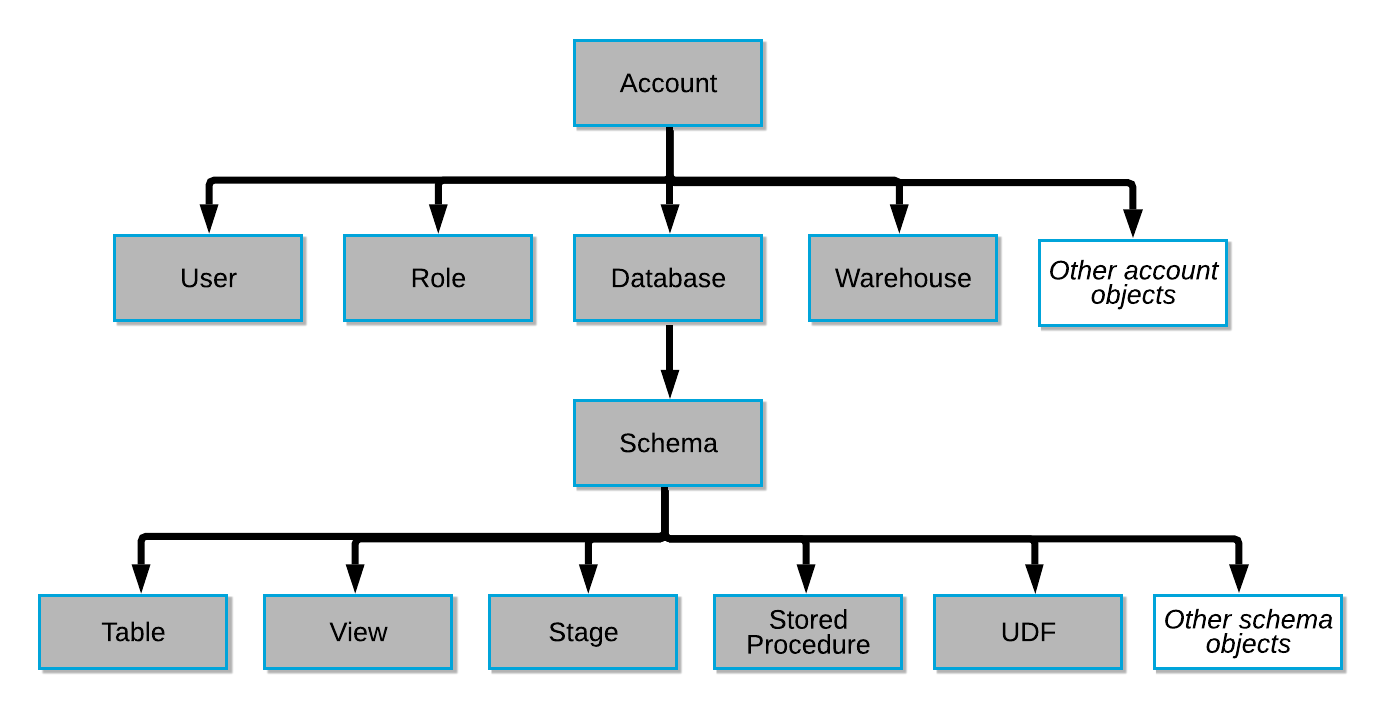 Account
User
Role
Database
Warehouse
Other account
objects
Schema
Table
View
Stage
Stored
Procedure
UDF
Other schema
objects